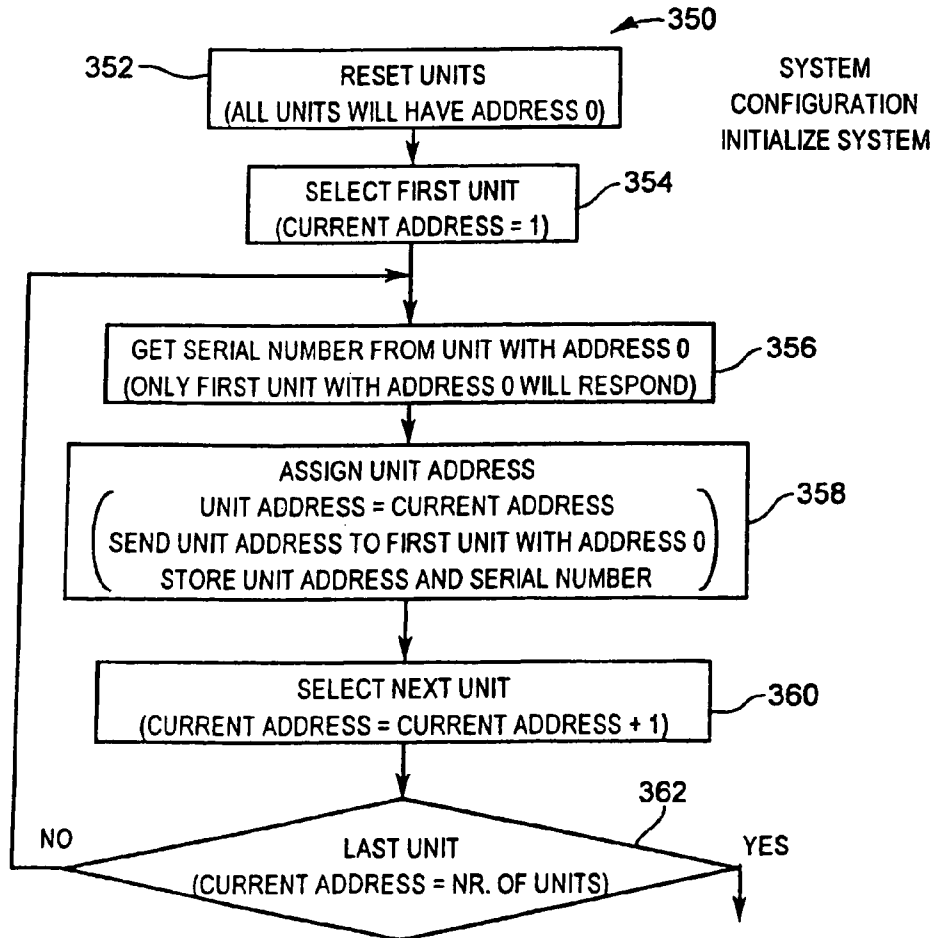 350
352
RESET UNITS
(ALL UNITS WILL HAVE ADDRESS 0)
SYSTEM
CONFIGURATION
INITIALIZE SYSTEM
SELECT FIRST UNIT
(CURRENT ADDRESS = 1)
354
GET SERIAL NUMBER FROM UNIT WITH ADDRESS 0
(ONLY FIRST UNIT WITH ADDRESS 0 WILL RESPOND)
356
ASSIGN UNIT ADDRESS
UNIT ADDRESS = CURRENT ADDRESS
SEND UNIT ADDRESS TO FIRST UNIT WITH ADDRESS 0
STORE UNIT ADDRESS AND SERIAL NUMBER
358
SELECT NEXT UNIT
(CURRENT ADDRESS = CURRENT ADDRESS + 1)
360
362
NO
LAST UNIT
(CURRENT ADDRESS = NR. OF UNITS)
YES